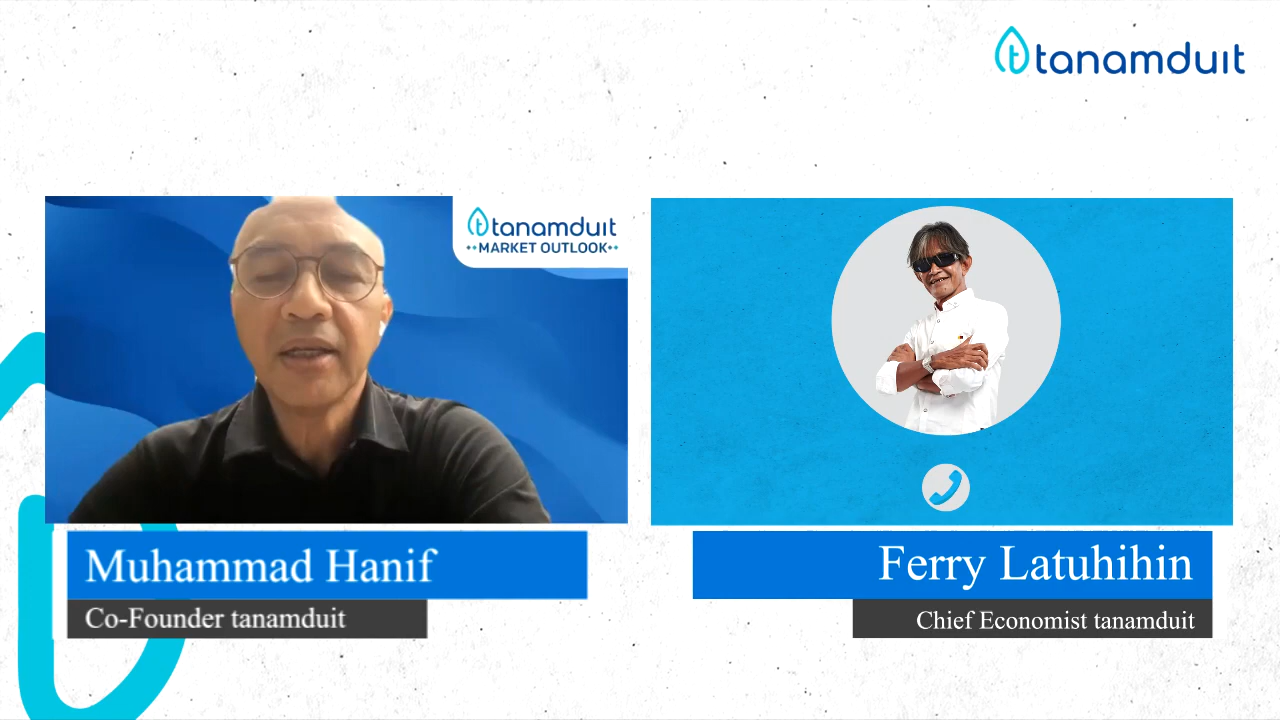 tanamduit
tanamduit
MARKET OUTLOOK
Muhammad Hanif
Co-Founder tanamduit
Ferry Latuhihin
Chief Economist tanamduit